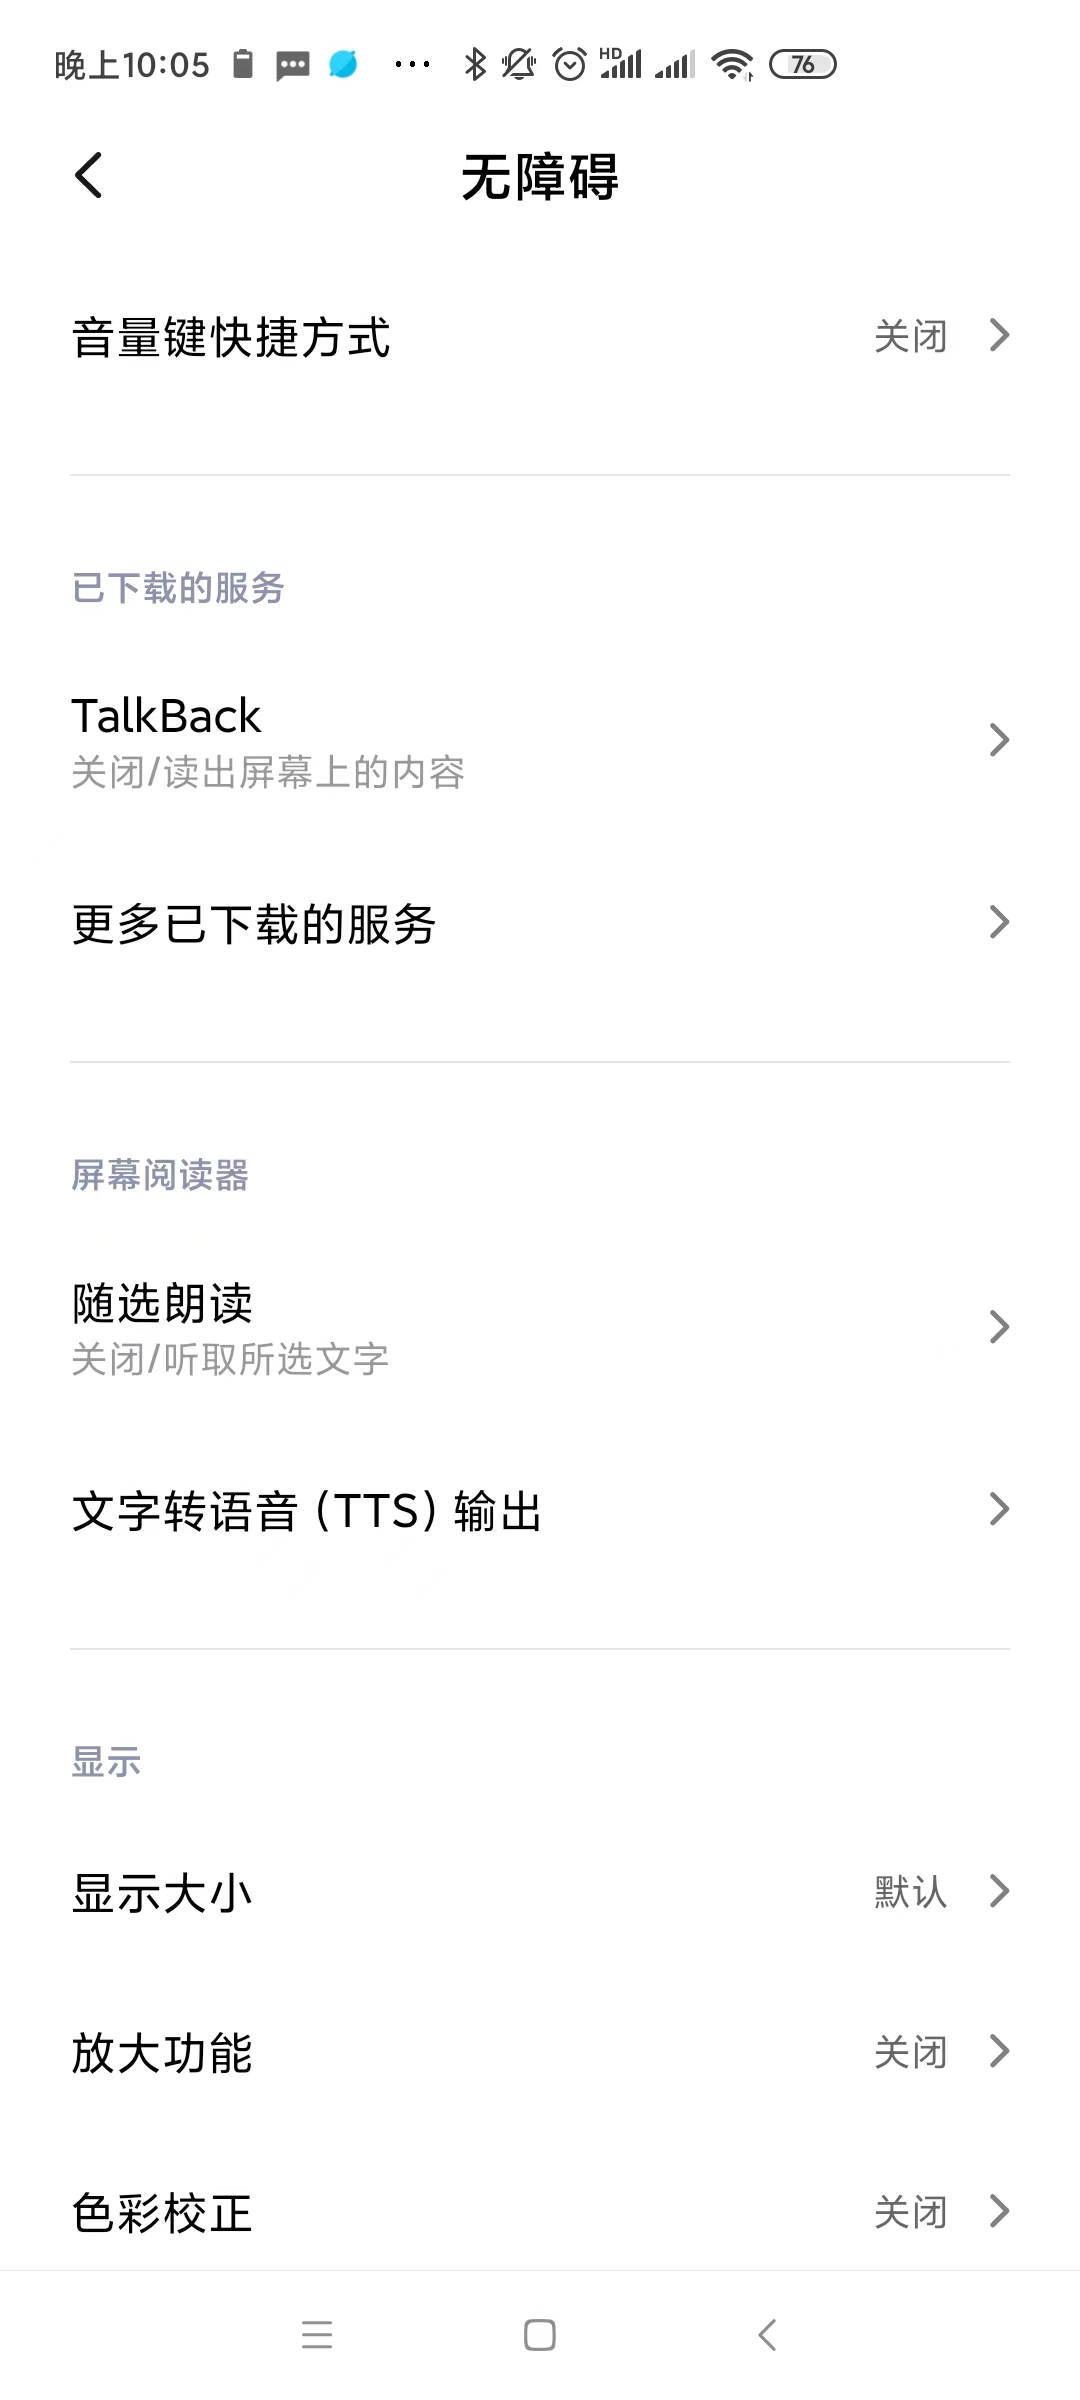 晚上10:05 HD 76
无障碍
音量键快捷方式 关闭
已下载的服务
TalkBack
关闭/读出屏幕上的内容
更多已下载的服务
屏幕阅读器
随选朗读
关闭/听取所选文字
文字转语音 (TTS) 输出
显示
显示大小 默认
放大功能 关闭
色彩校正 关闭